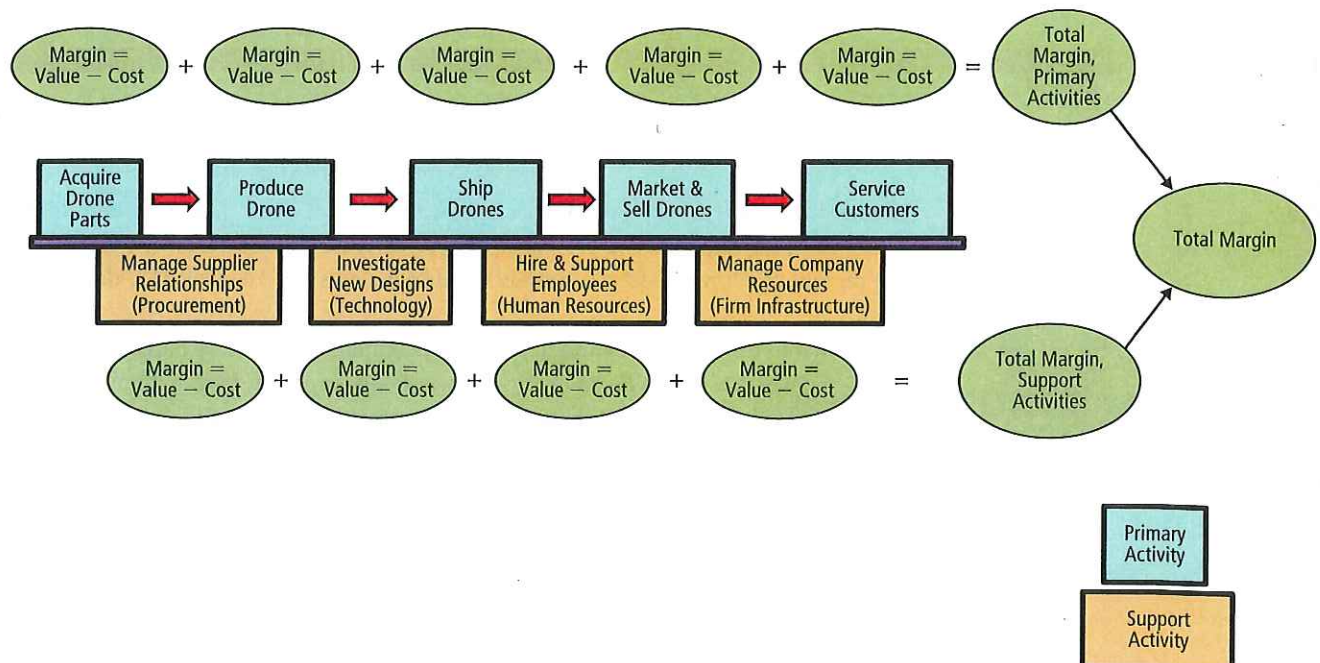 Margin =
Value − Cost
+
Margin =
Value − Cost
+
Margin =
Value − Cost
+
Margin =
Value − Cost
+
Margin =
Value − Cost
=
Total
Margin,
Primary
Activities
Acquire
Drone
Parts
Produce
Drone
Ship
Drones
Market &
Sell Drones
Service
Customers
Total Margin
Manage Supplier
Relationships
(Procurement)
Investigate
New Designs
(Technology)
Hire & Support
Employees
(Human Resources)
Manage Company
Resources
(Firm Infrastructure)
Margin =
Value − Cost
+
Margin =
Value − Cost
+
Margin =
Value − Cost
+
Margin =
Value − Cost
=
Total Margin,
Support
Activities
Primary
Activity
Support
Activity